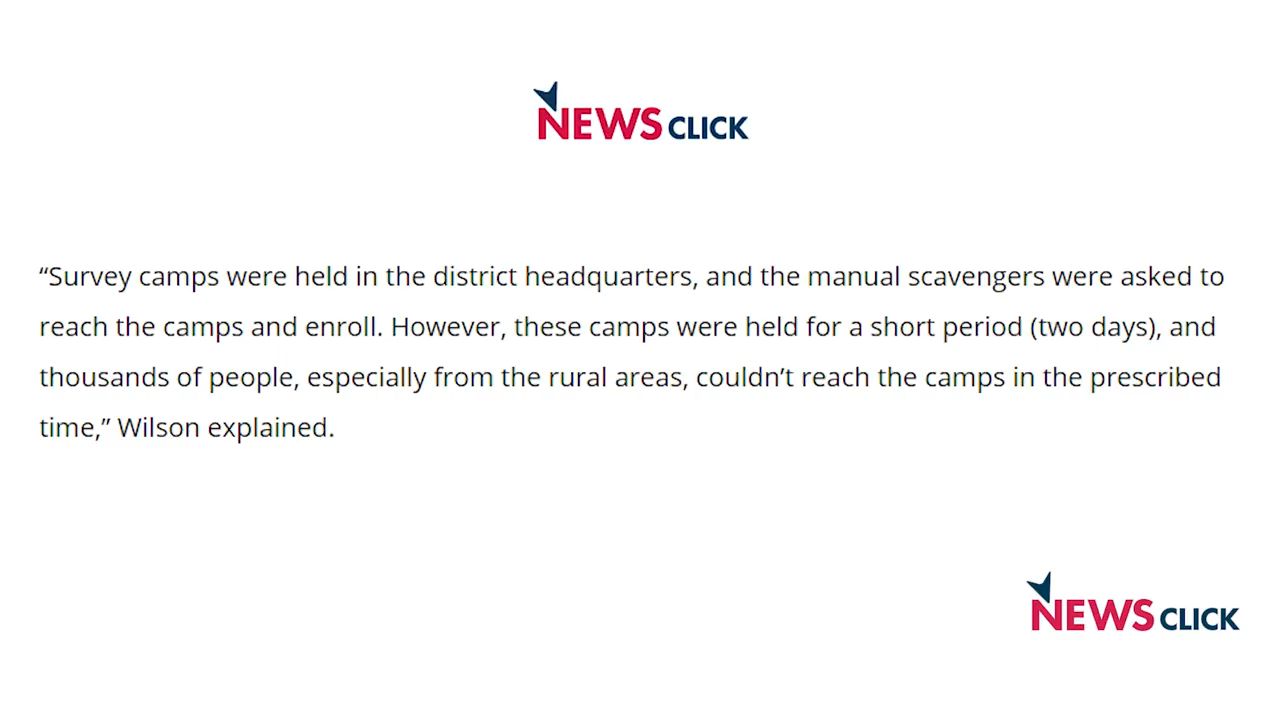 NEWS CLICK
“Survey camps were held in the district headquarters, and the manual scavengers were asked to
reach the camps and enroll. However, these camps were held for a short period (two days), and
thousands of people, especially from the rural areas, couldn’t reach the camps in the prescribed
time,” Wilson explained.
NEWS CLICK